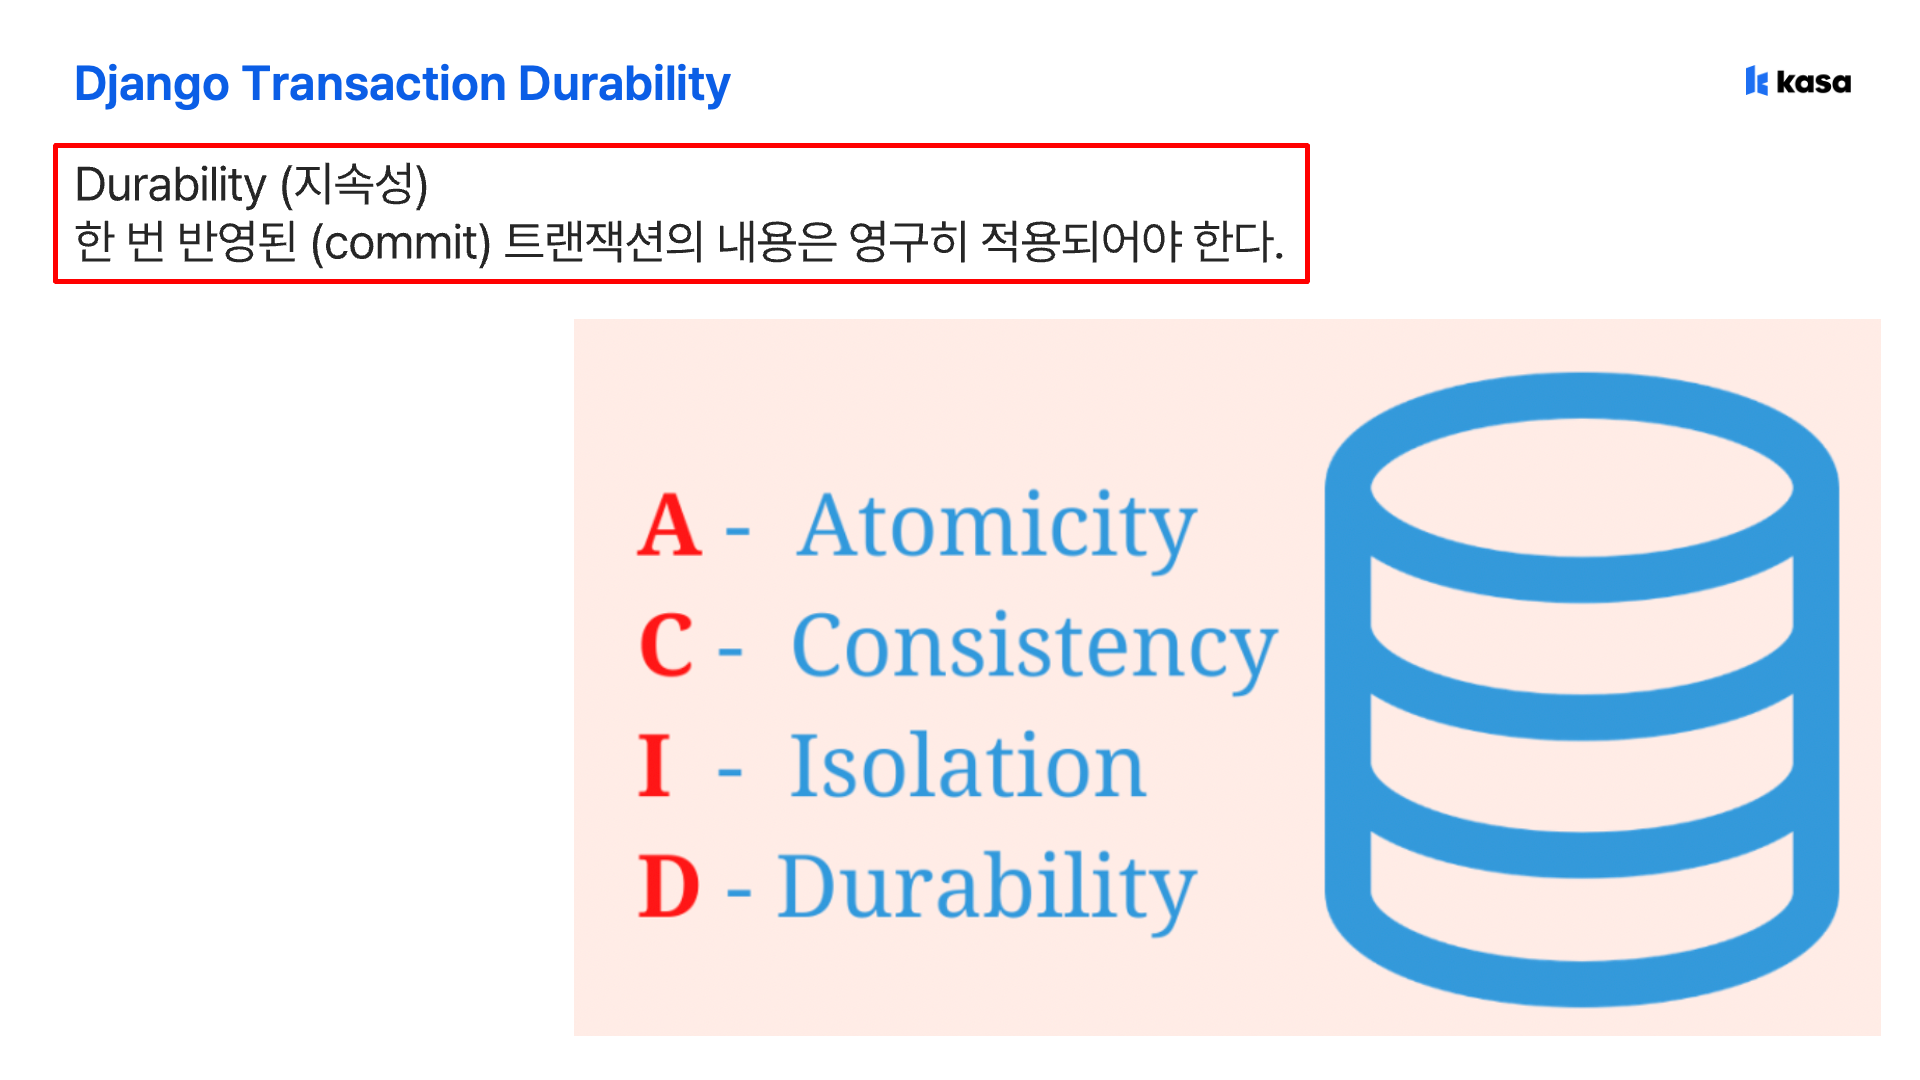 Django Transaction Durability
kasa
Durability (지속성)
한 번 반영된 (commit) 트랜잭션의 내용은 영구히 적용되어야 한다.
A - Atomicity
C - Consistency
I - Isolation
D - Durability